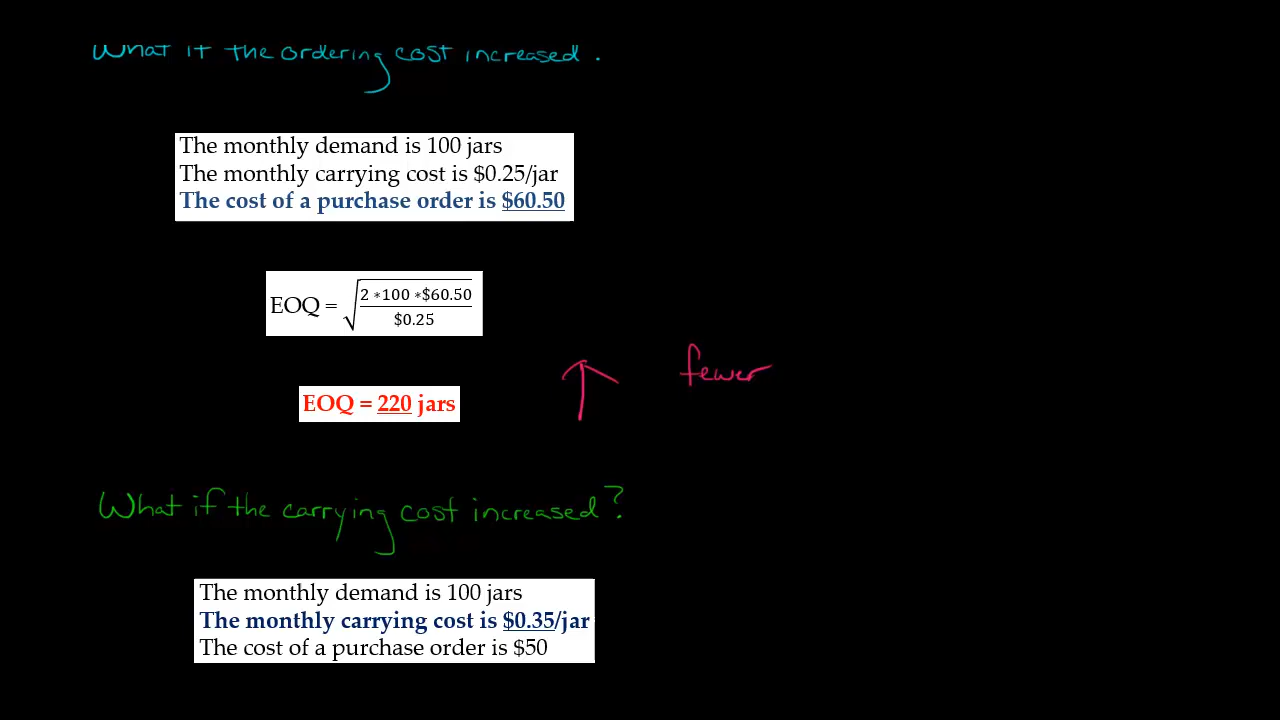 What if the ordering cost increased.
The monthly demand is 100 jars
The monthly carrying cost is $0.25/jar
The cost of a purchase order is $60.50
EOQ = √(2 *100 *$60.50 / $0.25)
EOQ = 220 jars
↑ fewer
What if the carrying cost increased?
The monthly demand is 100 jars
The monthly carrying cost is $0.35/jar
The cost of a purchase order is $50